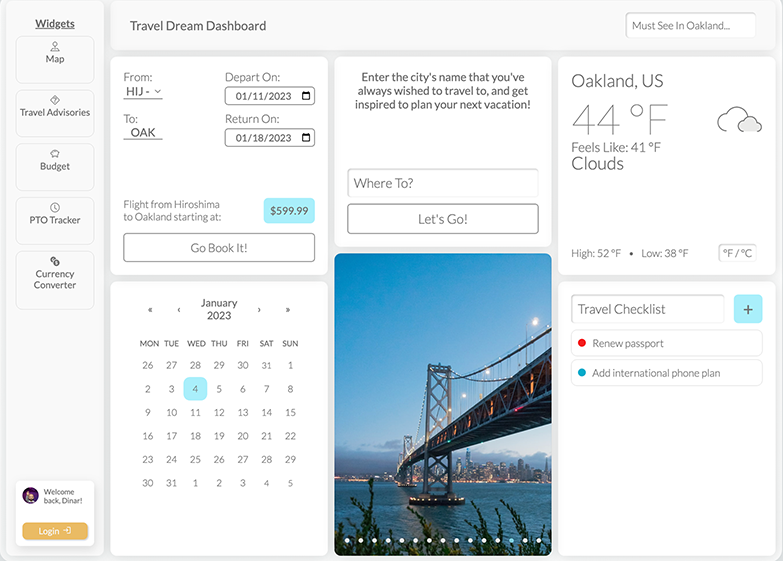 Widgets
Map
Travel Advisories
Budget
PTO Tracker
Currency
Converter
Welcome
back, Dinar!
Login
Travel Dream Dashboard
Must See In Oakland...
From:
HIJ -
Depart On:
01/11/2023
To:
OAK
Return On:
01/18/2023
Flight from Hiroshima
to Oakland starting at:
$599.99
Go Book It!
Enter the city's name that you've
always wished to travel to, and get
inspired to plan your next vacation!
Where To?
Let's Go!
Oakland, US
44 °F
Feels Like: 41 °F
Clouds
High: 52 °F • Low: 38 °F
°F / °C
« ‹ January
2023 › »
MON TUE WED THU FRI SAT SUN
26 27 28 29 30 31 1
2 3 4 5 6 7 8
9 10 11 12 13 14 15
16 17 18 19 20 21 22
23 24 25 26 27 28 29
30 31 1 2 3 4 5
Travel Checklist
+
Renew passport
Add international phone plan